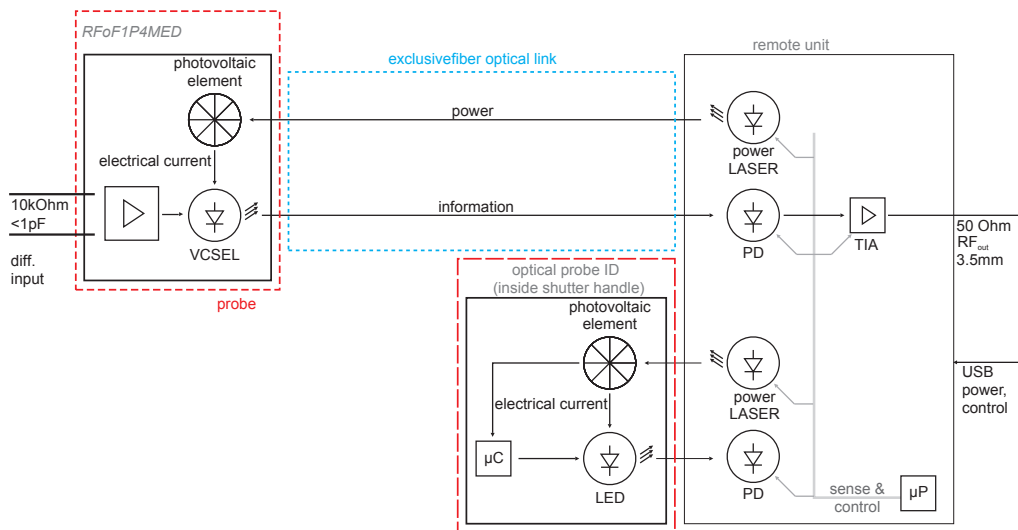 RFoF1P4MED
photovoltaic
element
electrical current
10kOhm
<1pF
diff.
input
VCSEL
probe
exclusivefiber optical link
power
information
remote unit
power
LASER
PD
TIA
50 Ohm
RFout
3.5mm
optical probe ID
(inside shutter handle)
photovoltaic
element
electrical current
µC
LED
power
LASER
PD
USB
power,
control
sense &
control
µP